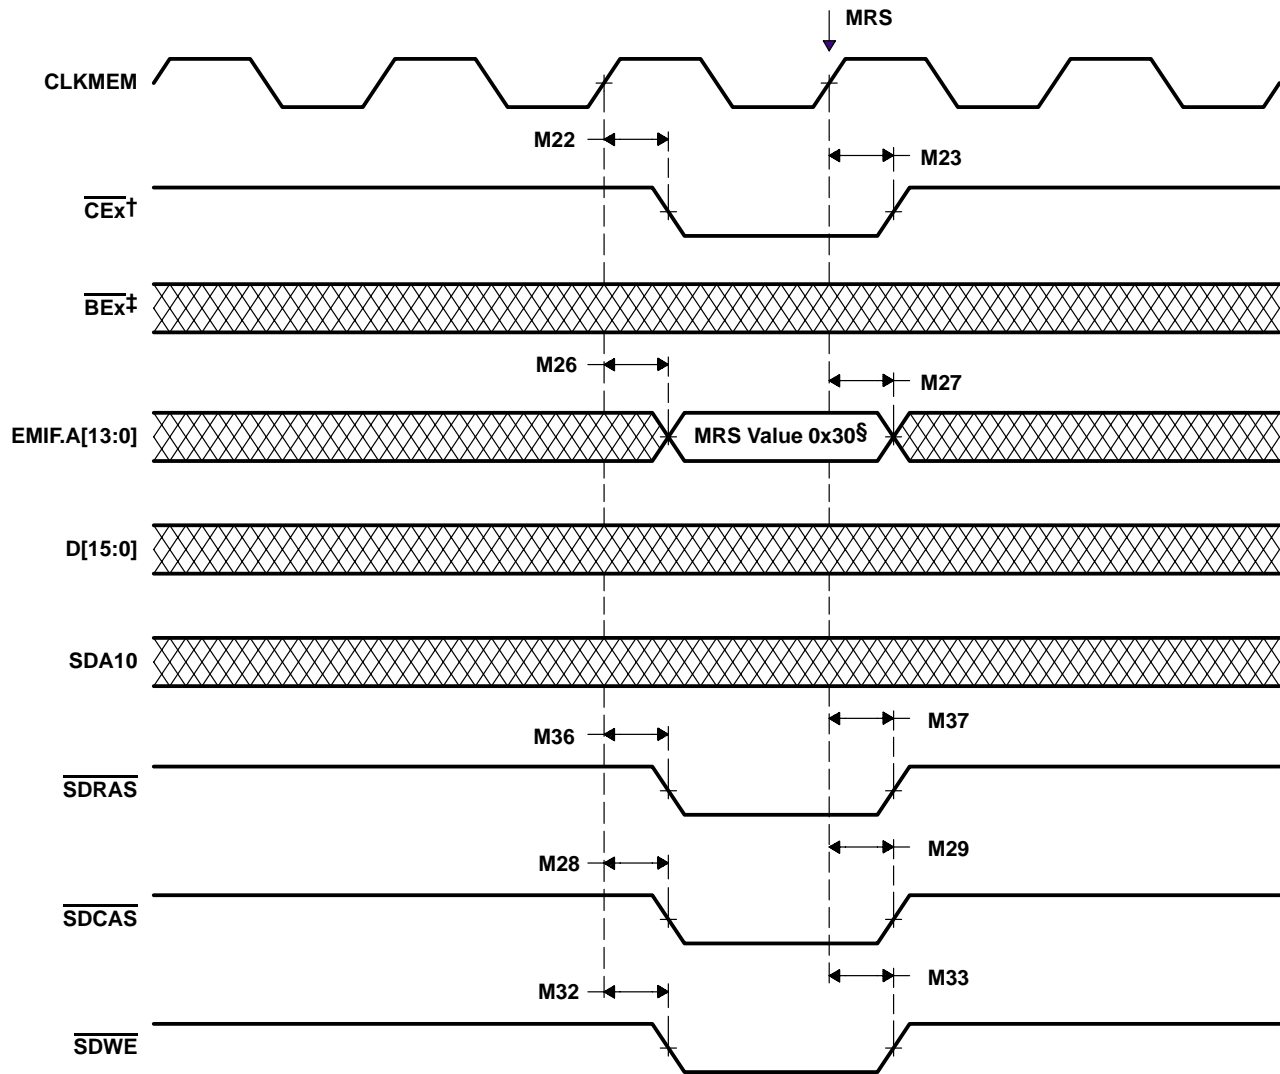 MRS
CLKMEM
M22
M23
CEx†
BEx‡
M26
M27
EMIF.A[13:0]
MRS Value 0x30§
D[15:0]
SDA10
M36
M37
SDRAS
M28
M29
SDCAS
M32
M33
SDWE